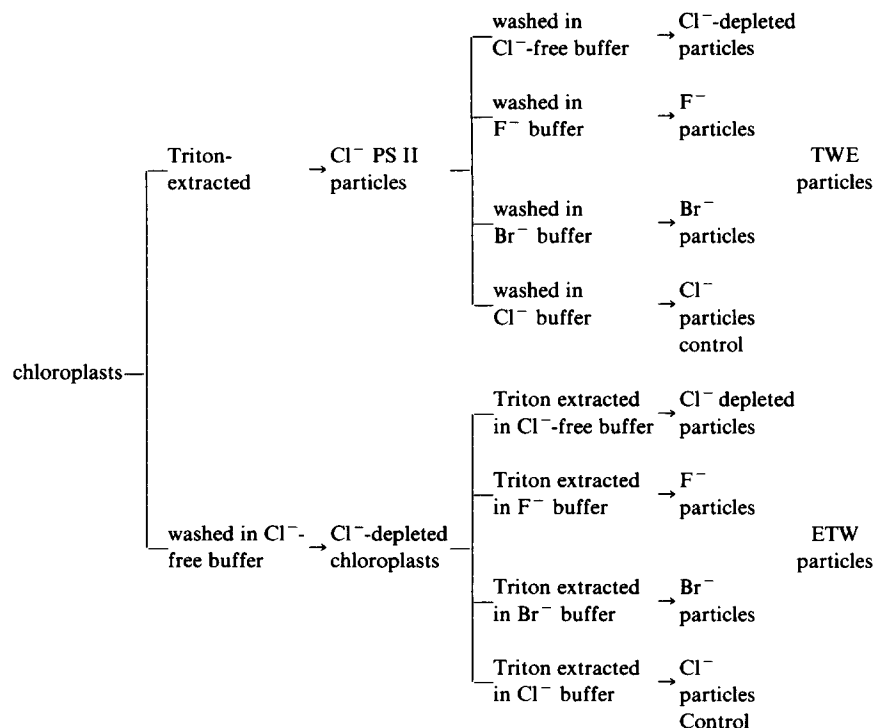 washed in
Cl⁻-free buffer
→ Cl⁻-depleted
particles
washed in
F⁻ buffer
→ F⁻
particles
Triton-
extracted
→ Cl⁻ PS II
particles
TWE
particles
washed in
Br⁻ buffer
→ Br⁻
particles
washed in
Cl⁻ buffer
→ Cl⁻
particles
control
chloroplasts
Triton extracted
in Cl⁻-free buffer
→ Cl⁻ depleted
particles
Triton extracted
in F⁻ buffer
→ F⁻
particles
washed in Cl⁻-
free buffer
→ Cl⁻-depleted
chloroplasts
ETW
particles
Triton extracted
in Br⁻ buffer
→ Br⁻
particles
Triton extracted
in Cl⁻ buffer
→ Cl⁻
particles
Control